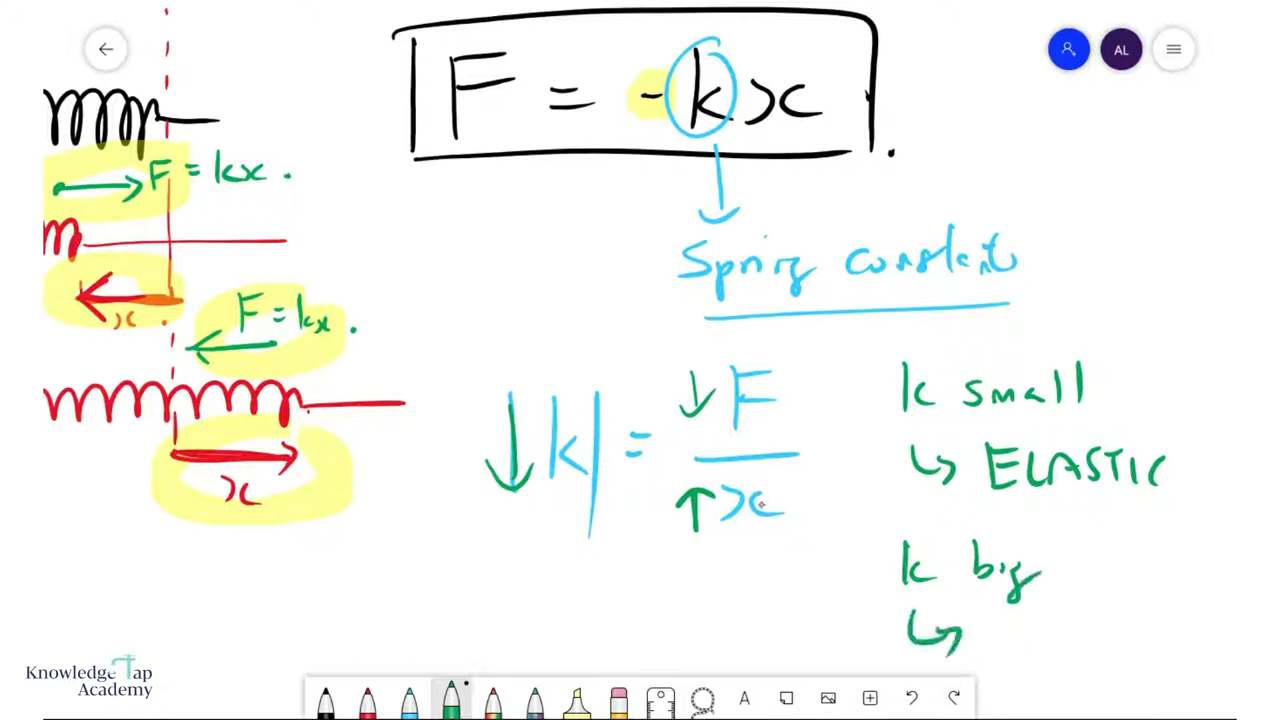 F = -kx.
AL
F = kx.
x.
F = kx.
x
Spring constant
|k| = F / x
k small
↳ ELASTIC
k big
↳
Knowledge Tap
Academy
A